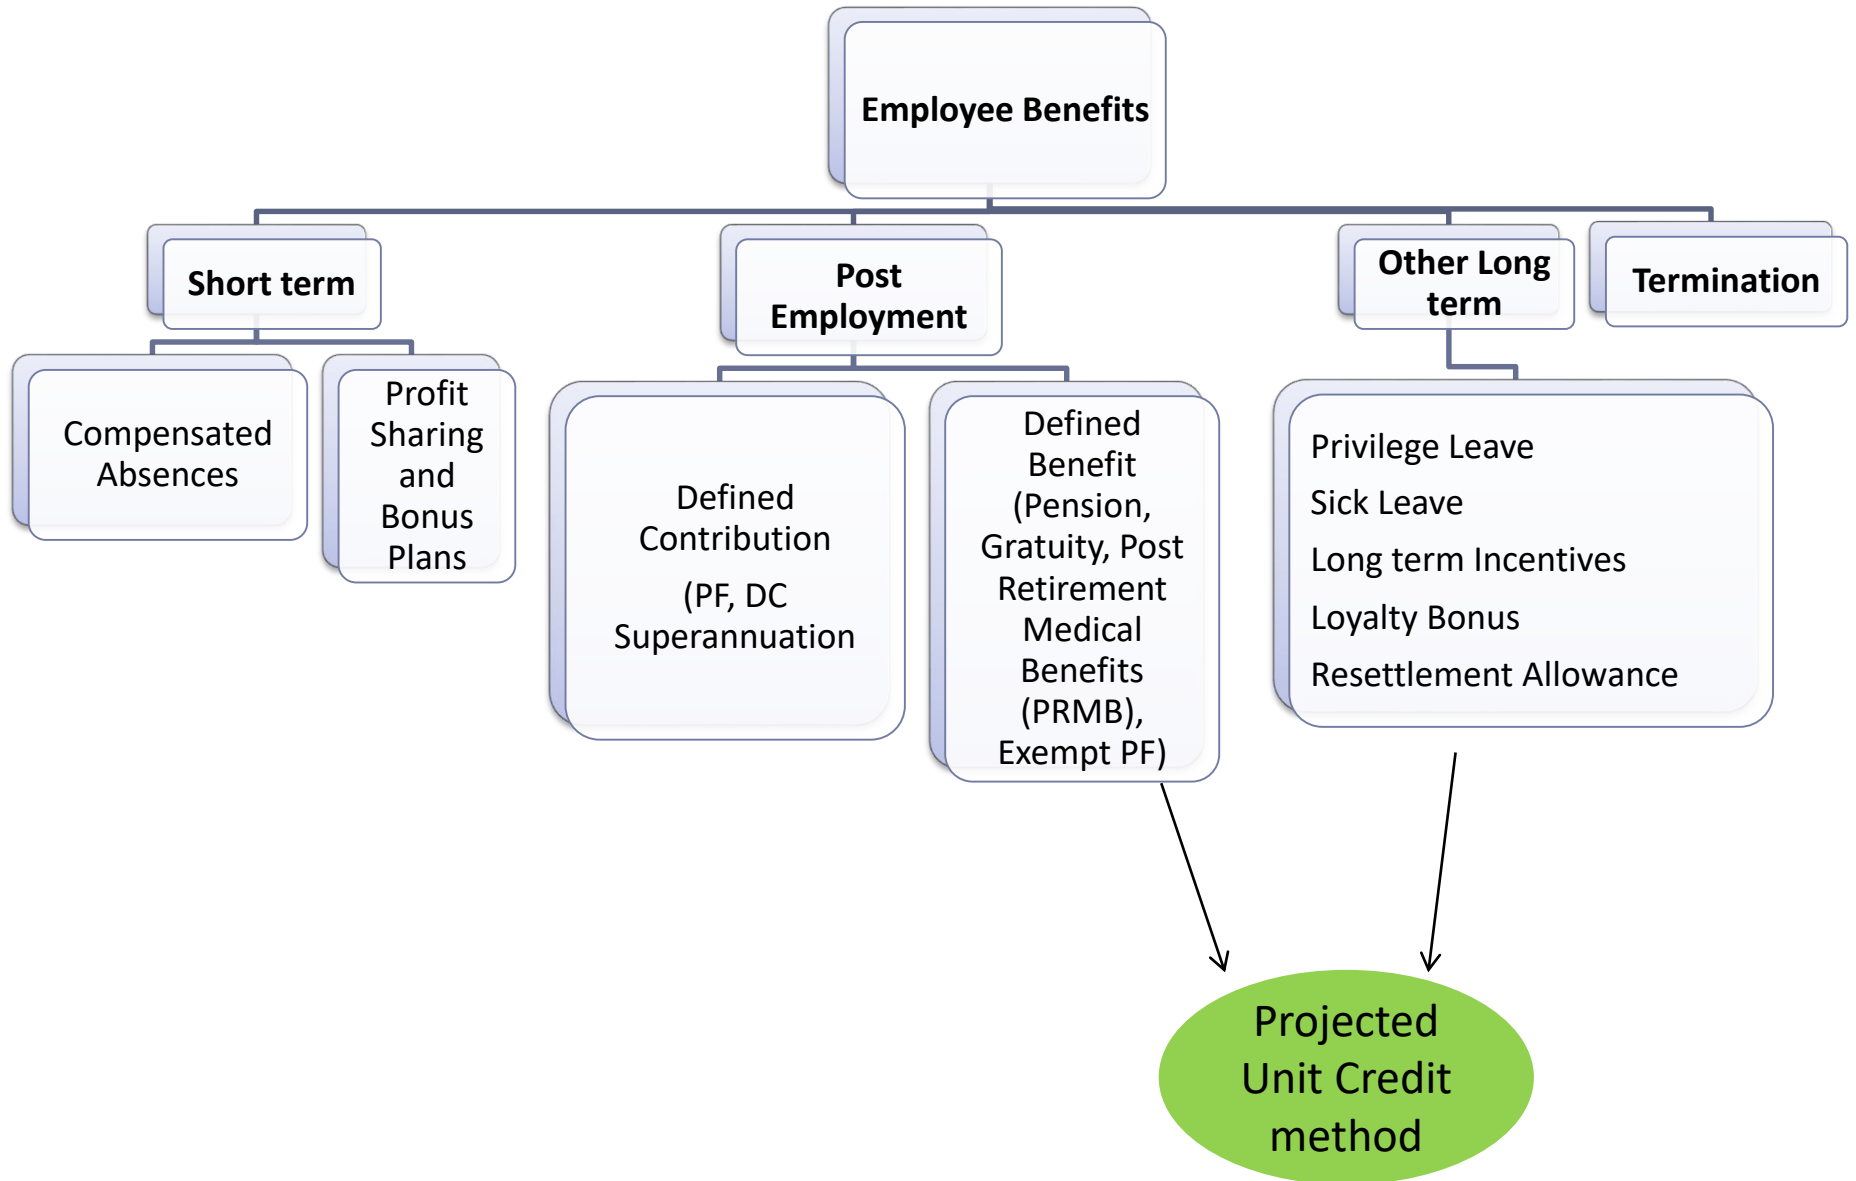 Employee Benefits
Short term
Post
Employment
Other Long
term
Termination
Compensated
Absences
Profit
Sharing
and
Bonus
Plans
Defined
Contribution
(PF, DC
Superannuation
Defined
Benefit
(Pension,
Gratuity, Post
Retirement
Medical
Benefits
(PRMB),
Exempt PF)
Privilege Leave
Sick Leave
Long term Incentives
Loyalty Bonus
Resettlement Allowance
Projected
Unit Credit
method